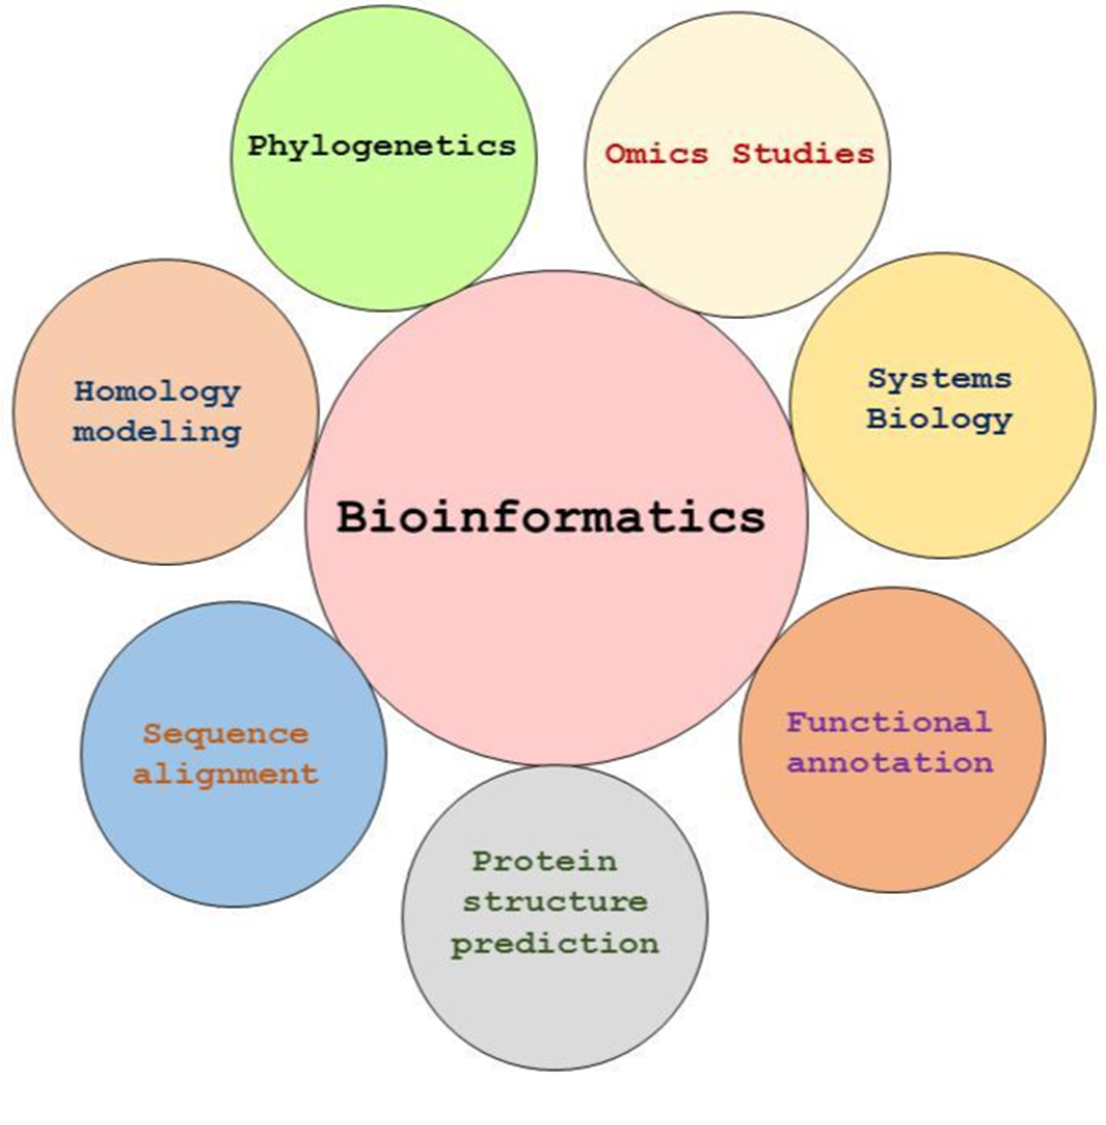 Phylogenetics
Omics Studies
Homology
modeling
Systems
Biology
Bioinformatics
Sequence
alignment
Functional
annotation
Protein
structure
prediction